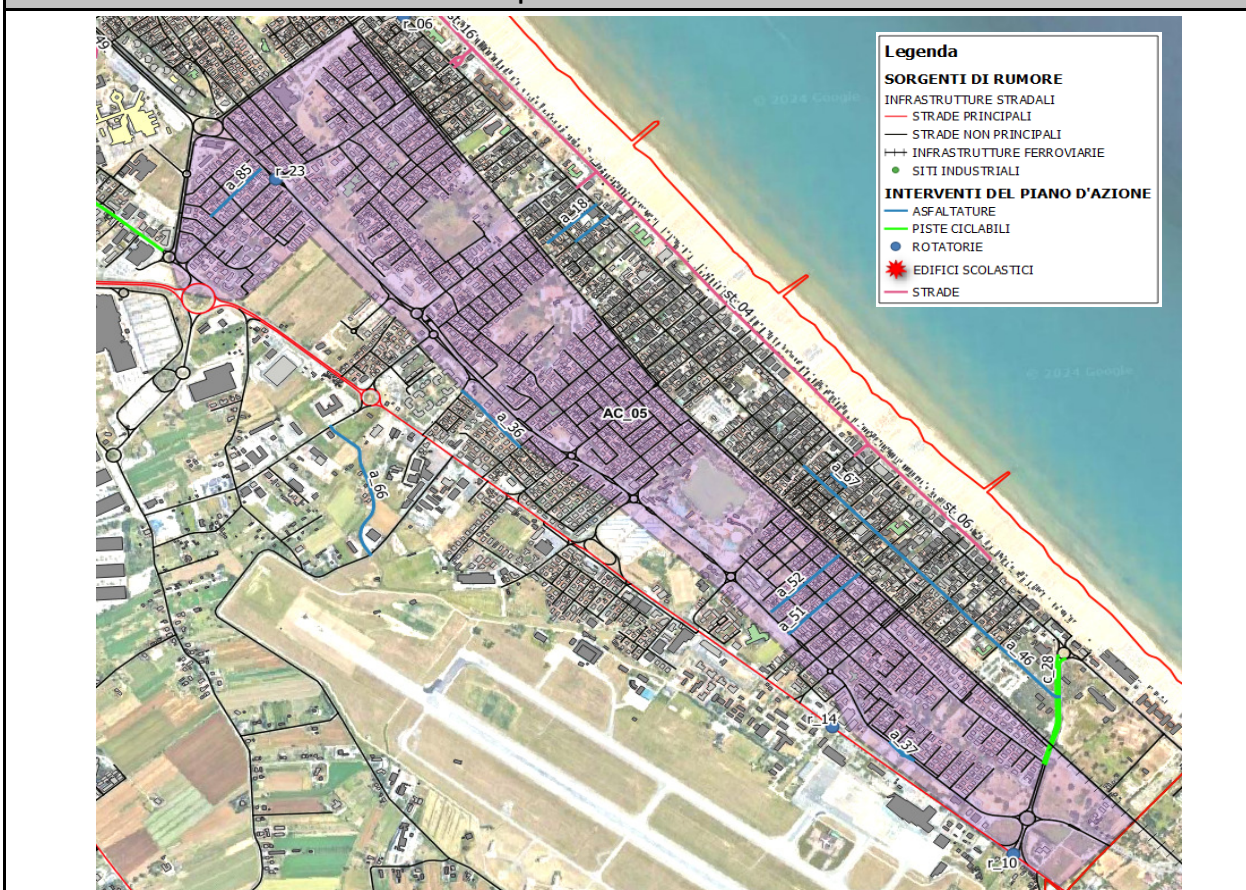 r_06
st_16
49
Legenda
SORGENTI DI RUMORE
INFRASTRUTTURE STRADALI
STRADE PRINCIPALI
STRADE NON PRINCIPALI
INFRASTRUTTURE FERROVIARIE
SITI INDUSTRIALI
INTERVENTI DEL PIANO D'AZIONE
ASFALTATURE
PISTE CICLABILI
ROTATORIE
EDIFICI SCOLASTICI
STRADE
© 2024 Google
a_85
r_23
a_18
st_04
© 2024 Google
AC_05
a_36
a_67
a_66
st_06
a_52
a_51
a_46
c_28
r_14
a_37
r_10